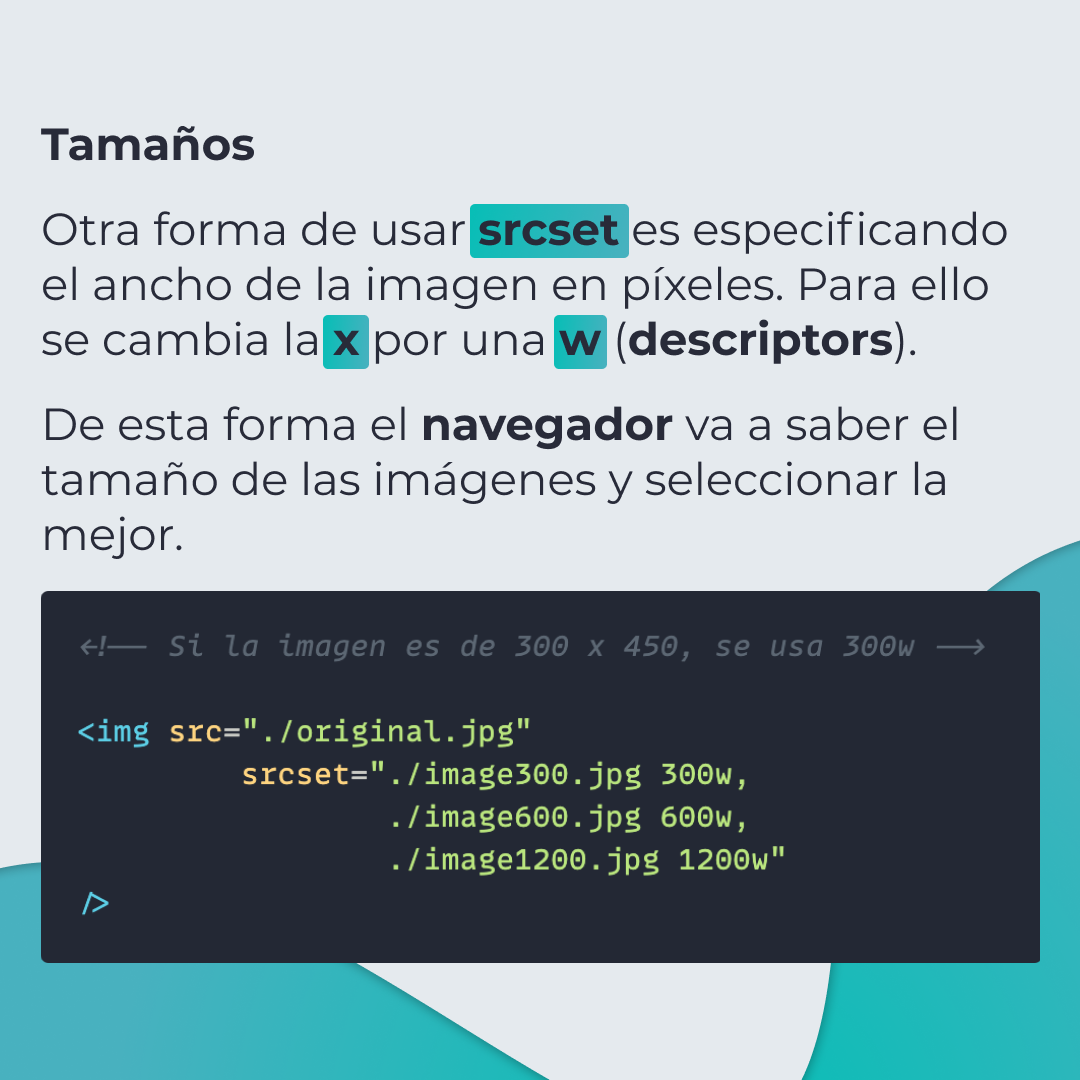 Tamaños
Otra forma de usar srcset es especificando
el ancho de la imagen en píxeles. Para ello
se cambia la x por una w (descriptors).
De esta forma el navegador va a saber el
tamaño de las imágenes y seleccionar la
mejor.
<!-- Si la imagen es de 300 x 450, se usa 300w -->
<img src="./original.jpg"
srcset="./image300.jpg 300w,
./image600.jpg 600w,
./image1200.jpg 1200w"
/>